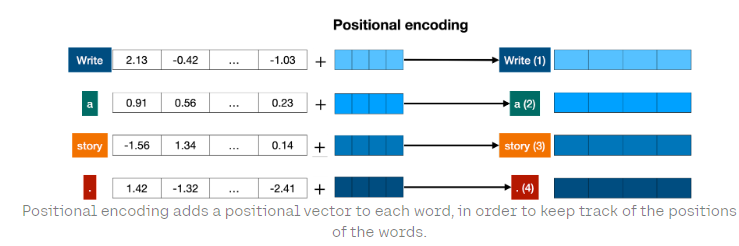 Positional encoding
Write 2.13 -0.42 ... -1.03 + Write (1)
a 0.91 0.56 ... 0.23 + a (2)
story -1.56 1.34 ... 0.14 + story (3)
. 1.42 -1.32 ... -2.41 + . (4)
Positional encoding adds a positional vector to each word, in order to keep track of the positions
of the words.